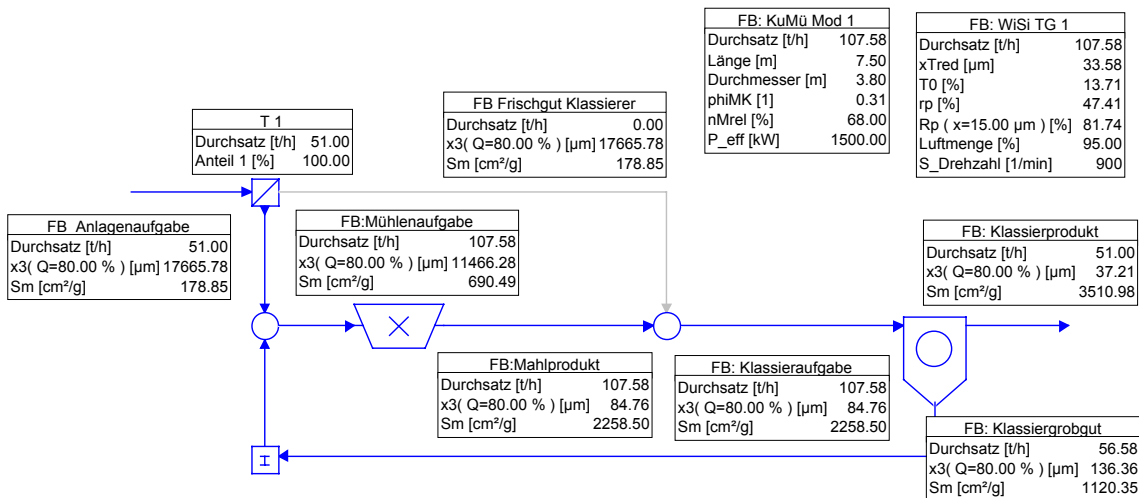 FB: KuMü Mod 1
Durchsatz [t/h] 107.58
Länge [m] 7.50
Durchmesser [m] 3.80
phiMK [1] 0.31
nMrel [%] 68.00
P_eff [kW] 1500.00
FB: WiSi TG 1
Durchsatz [t/h] 107.58
xTred [µm] 33.58
T0 [%] 13.71
rp [%] 47.41
Rp ( x=15.00 µm ) [%] 81.74
Luftmenge [%] 95.00
S_Drehzahl [1/min] 900
FB Frischgut Klassierer
Durchsatz [t/h] 0.00
x3( Q=80.00 % ) [µm] 17665.78
Sm [cm²/g] 178.85
T 1
Durchsatz [t/h] 51.00
Anteil 1 [%] 100.00
FB Anlagenaufgabe
Durchsatz [t/h] 51.00
x3( Q=80.00 % ) [µm] 17665.78
Sm [cm²/g] 178.85
FB:Mühlenaufgabe
Durchsatz [t/h] 107.58
x3( Q=80.00 % ) [µm] 11466.28
Sm [cm²/g] 690.49
FB: Klassierprodukt
Durchsatz [t/h] 51.00
x3( Q=80.00 % ) [µm] 37.21
Sm [cm²/g] 3510.98
FB:Mahlprodukt
Durchsatz [t/h] 107.58
x3( Q=80.00 % ) [µm] 84.76
Sm [cm²/g] 2258.50
FB: Klassieraufgabe
Durchsatz [t/h] 107.58
x3( Q=80.00 % ) [µm] 84.76
Sm [cm²/g] 2258.50
FB: Klassiergrobgut
Durchsatz [t/h] 56.58
x3( Q=80.00 % ) [µm] 136.36
Sm [cm²/g] 1120.35